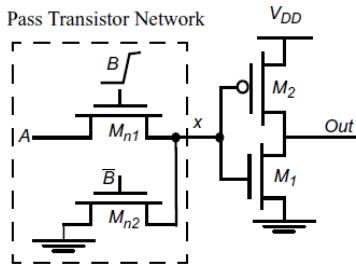 Pass Transistor Network
V_DD
B
M_2
A
M_n1
x
Out
B̅
M_1
M_n2